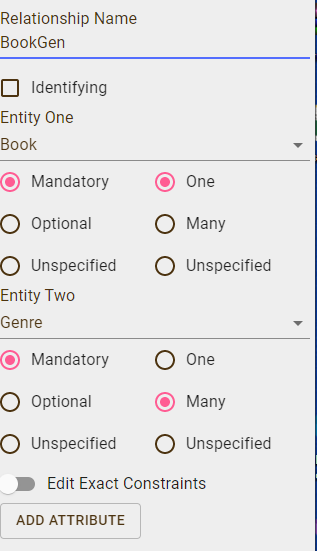 Relationship Name
BookGen
Identifying
Entity One
Book
Mandatory One
Optional Many
Unspecified Unspecified
Entity Two
Genre
Mandatory One
Optional Many
Unspecified Unspecified
Edit Exact Constraints
ADD ATTRIBUTE